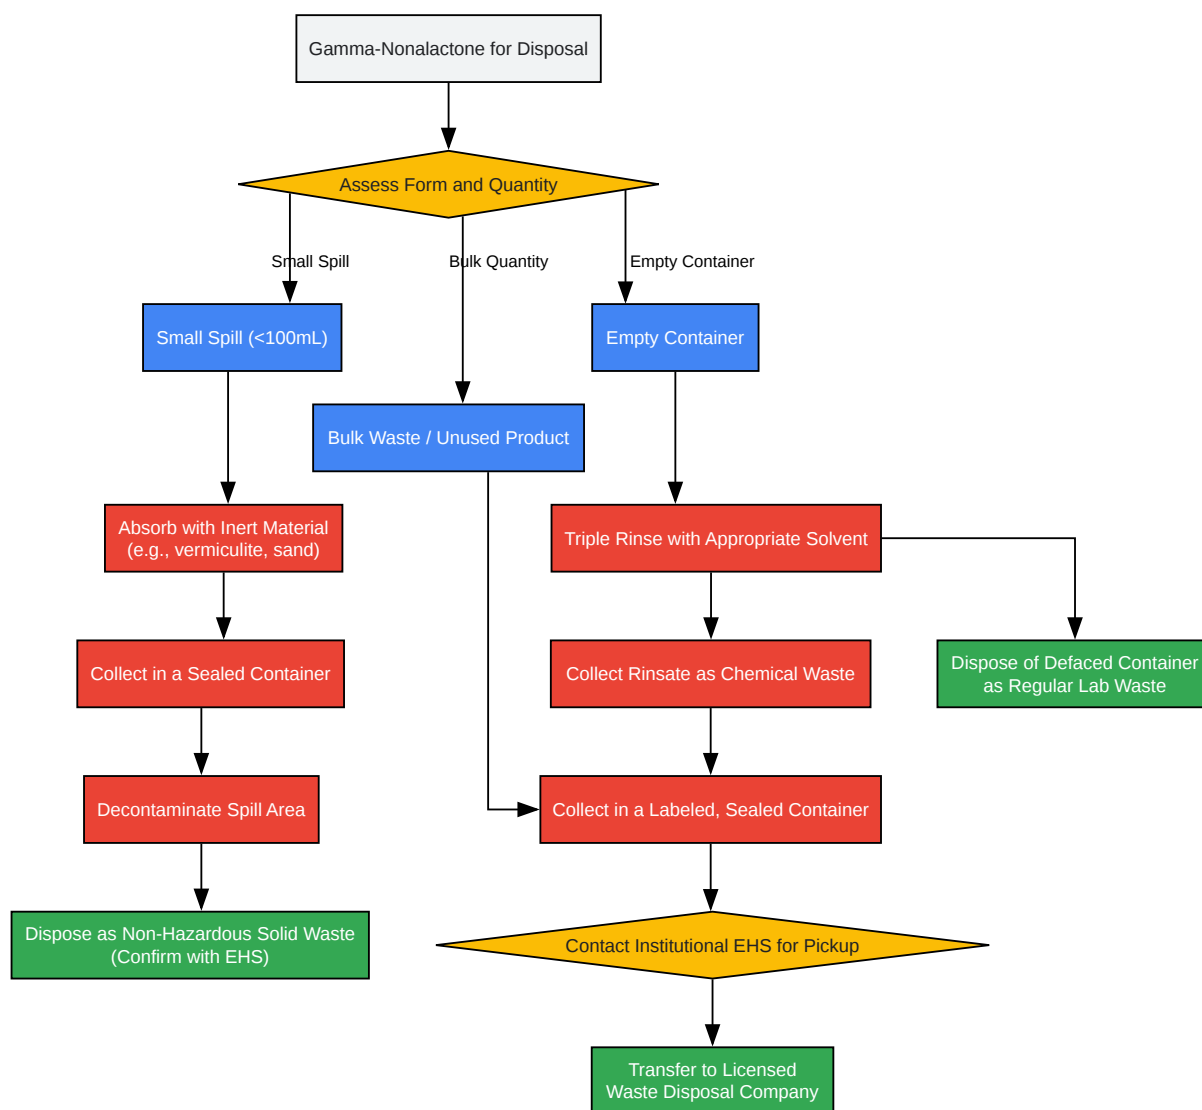 Gamma-Nonalactone for Disposal
Assess Form and Quantity
Small Spill
Bulk Quantity
Empty Container
Small Spill (<100mL)
Empty Container
Bulk Waste / Unused Product
Absorb with Inert Material
(e.g., vermiculite, sand)
Triple Rinse with Appropriate Solvent
Collect in a Sealed Container
Collect Rinsate as Chemical Waste
Dispose of Defaced Container
as Regular Lab Waste
Decontaminate Spill Area
Collect in a Labeled, Sealed Container
Dispose as Non-Hazardous Solid Waste
(Confirm with EHS)
Contact Institutional EHS for Pickup
Transfer to Licensed
Waste Disposal Company